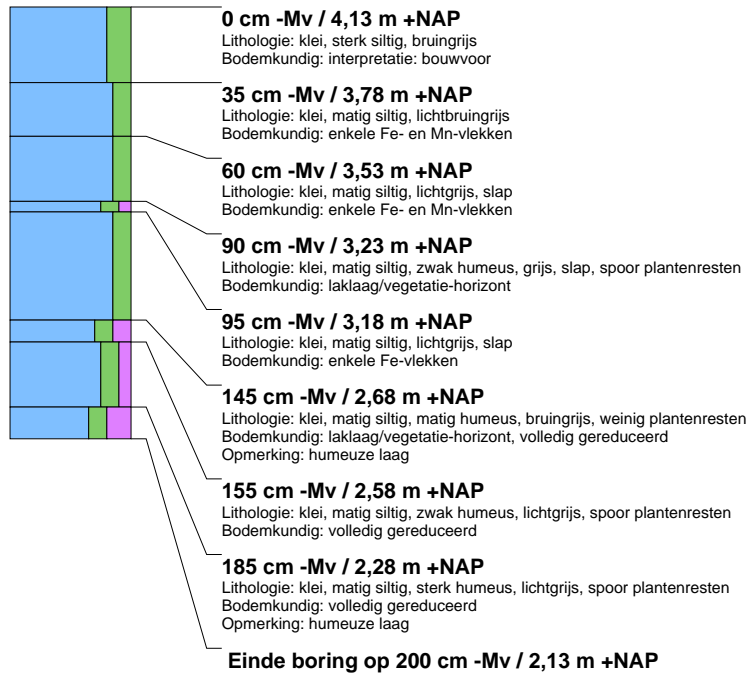 0 cm -Mv / 4,13 m +NAP
Lithologie: klei, sterk siltig, bruingrijs
Bodemkundig: interpretatie: bouwvoor
35 cm -Mv / 3,78 m +NAP
Lithologie: klei, matig siltig, lichtbruingrijs
Bodemkundig: enkele Fe- en Mn-vlekken
60 cm -Mv / 3,53 m +NAP
Lithologie: klei, matig siltig, lichtgrijs, slap
Bodemkundig: enkele Fe- en Mn-vlekken
90 cm -Mv / 3,23 m +NAP
Lithologie: klei, matig siltig, zwak humeus, grijs, slap, spoor plantenresten
Bodemkundig: laklaag/vegetatie-horizont
95 cm -Mv / 3,18 m +NAP
Lithologie: klei, matig siltig, lichtgrijs, slap
Bodemkundig: enkele Fe-vlekken
145 cm -Mv / 2,68 m +NAP
Lithologie: klei, matig siltig, matig humeus, bruingrijs, weinig plantenresten
Bodemkundig: laklaag/vegetatie-horizont, volledig gereduceerd
Opmerking: humeuze laag
155 cm -Mv / 2,58 m +NAP
Lithologie: klei, matig siltig, zwak humeus, lichtgrijs, spoor plantenresten
Bodemkundig: volledig gereduceerd
185 cm -Mv / 2,28 m +NAP
Lithologie: klei, matig siltig, sterk humeus, lichtgrijs, spoor plantenresten
Bodemkundig: volledig gereduceerd
Opmerking: humeuze laag
Einde boring op 200 cm -Mv / 2,13 m +NAP